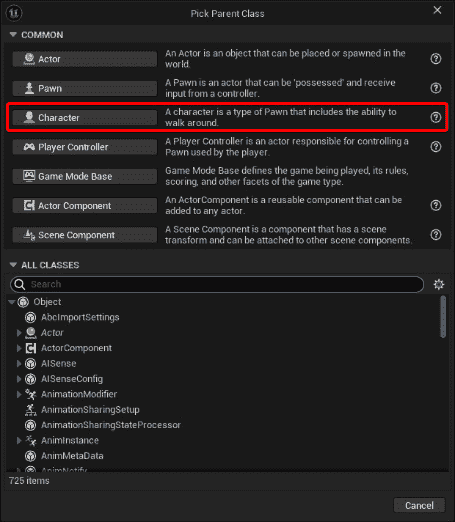 Pick Parent Class
COMMON
Actor
An Actor is an object that can be placed or spawned in the
world.
Pawn
A Pawn is an actor that can be 'possessed' and receive
input from a controller.
Character
A character is a type of Pawn that includes the ability to
walk around.
Player Controller
A Player Controller is an actor responsible for controlling a
Pawn used by the player.
Game Mode Base
Game Mode Base defines the game being played, its rules,
scoring, and other facets of the game type.
Actor Component
An ActorComponent is a reusable component that can be
added to any actor.
Scene Component
A Scene Component is a component that has a scene
transform and can be attached to other scene components.
ALL CLASSES
Search
Object
AbcImportSettings
Actor
ActorComponent
AISense
AISenseConfig
AnimationModifier
AnimationSharingSetup
AnimationSharingStateProcessor
AnimInstance
AnimMetaData
AnimNotify
725 items
Cancel